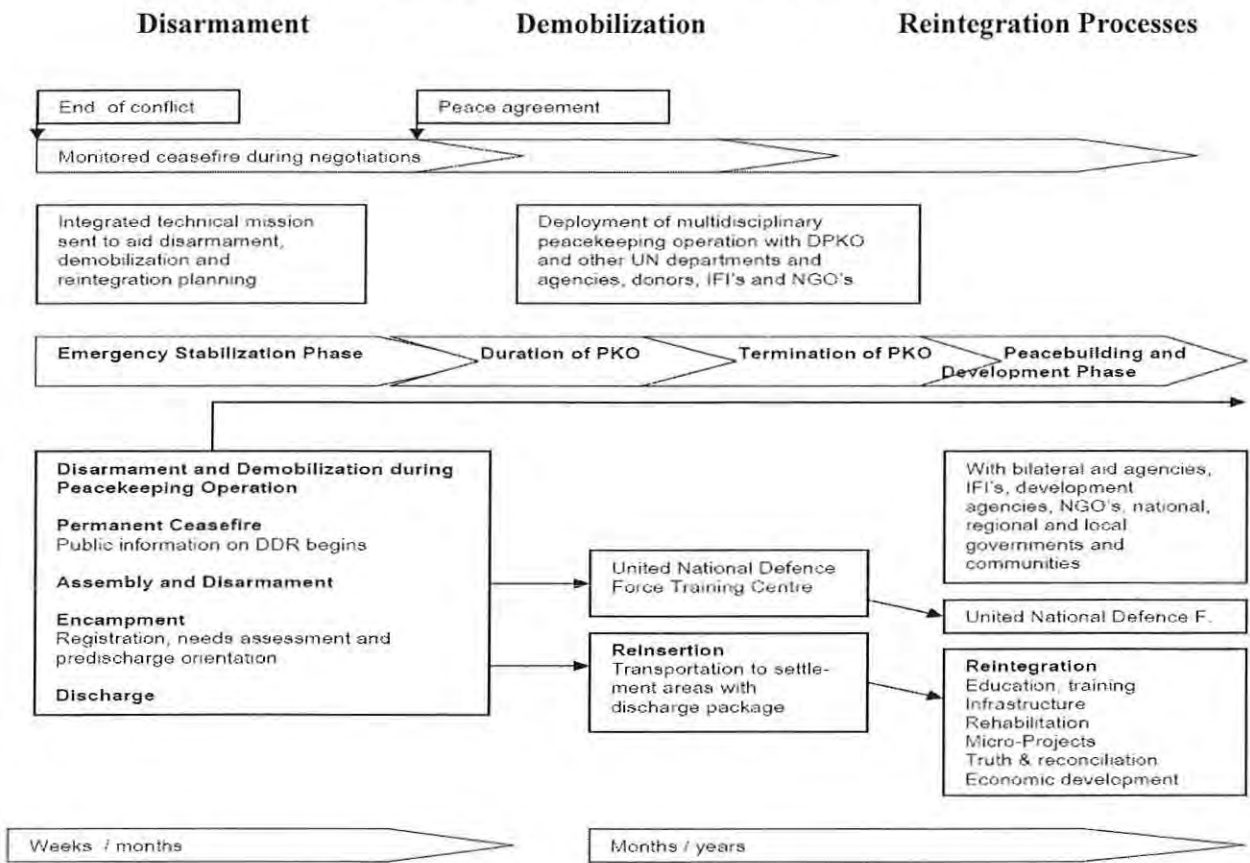 Disarmament Demobilization Reintegration Processes
End of conflict
Peace agreement
Monitored ceasefire during negotiations
Integrated technical mission
sent to aid disarmament,
demobilization and
reintegration planning
Deployment of multidisciplinary
peacekeeping operation with DPKO
and other UN departments and
agencies, donors, IFI's and NGO's
Emergency Stabilization Phase
Duration of PKO
Termination of PKO
Peacebuilding and
Development Phase
Disarmament and Demobilization during
Peacekeeping Operation
Permanent Ceasefire
Public information on DDR begins
Assembly and Disarmament
Encampment
Registration, needs assessment and
predischarge orientation
Discharge
United National Defence
Force Training Centre
Reinsertion
Transportation to settle-
ment areas with
discharge package
With bilateral aid agencies,
IFI's, development
agencies, NGO's, national,
regional and local
governments and
communities
United National Defence F.
Reintegration
Education, training
Infrastructure
Rehabilitation
Micro-Projects
Truth & reconciliation
Economic development
Weeks / months
Months / years